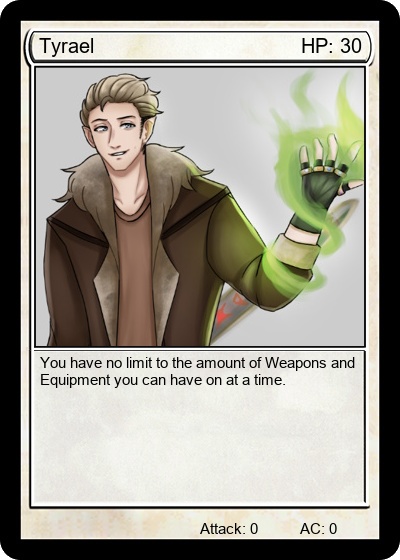 Tyrael HP: 30
You have no limit to the amount of Weapons and
Equipment you can have on at a time.
Attack: 0 AC: 0